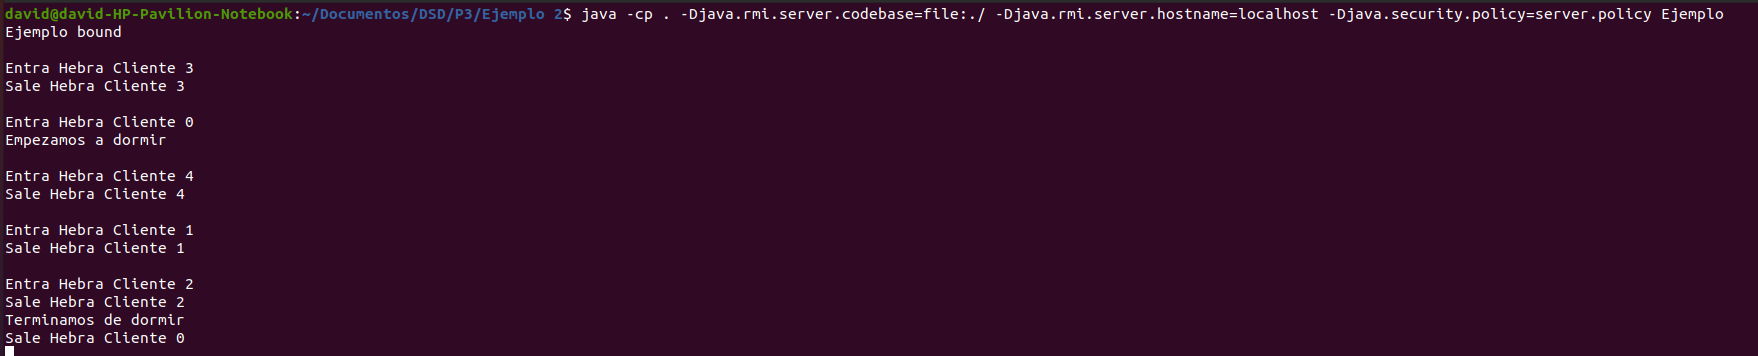 david@david-HP-Pavilion-Notebook:~/Documentos/DSD/P3/Ejemplo 2$ java -cp . -Djava.rmi.server.codebase=file:./ -Djava.rmi.server.hostname=localhost -Djava.security.policy=server.policy Ejemplo
Ejemplo bound
Entra Hebra Cliente 3
Sale Hebra Cliente 3
Entra Hebra Cliente 0
Empezamos a dormir
Entra Hebra Cliente 4
Sale Hebra Cliente 4
Entra Hebra Cliente 1
Sale Hebra Cliente 1
Entra Hebra Cliente 2
Sale Hebra Cliente 2
Terminamos de dormir
Sale Hebra Cliente 0